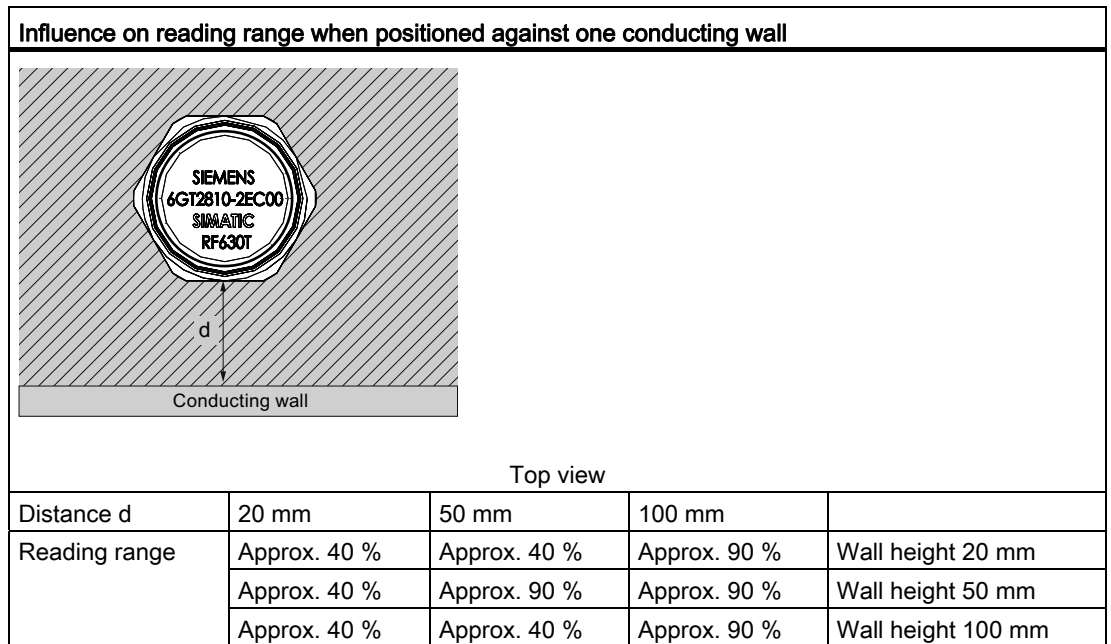 Influence on reading range when positioned against one conducting wall
SIEMENS
6GT2810-2EC00
SIMATIC
RF630T
d
Conducting wall
Top view
Distance d 20 mm 50 mm 100 mm
Reading range Approx. 40 % Approx. 40 % Approx. 90 % Wall height 20 mm
Approx. 40 % Approx. 90 % Approx. 90 % Wall height 50 mm
Approx. 40 % Approx. 40 % Approx. 90 % Wall height 100 mm